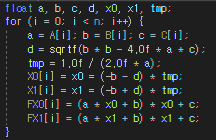 float a, b, c, d, x0, x1, tmp;
for (i = 0; i < n; i++) {
a = A[i]; b = B[i]; c = C[i];
d = sqrtf(b * b - 4.0f * a * c);
tmp = 1.0f / (2.0f * a);
X0[i] = x0 = (-b - d) * tmp;
X1[i] = x1 = (-b + d) * tmp;
FX0[i] = (a * x0 + b) * x0 + c;
FX1[i] = (a * x1 + b) * x1 + c;
}